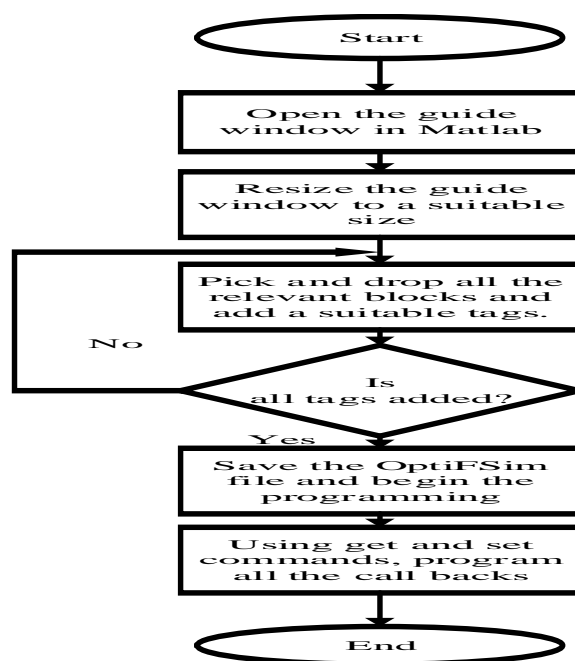 Start
Open the guide
window in Matlab
Resize the guide
window to a suitable
size
Pick and drop all the
relevant blocks and
add a suitable tags.
No
Is
all tags added?
Yes
Save the OptiFSim
file and begin the
programming
Using get and set
commands, program
all the call backs
End